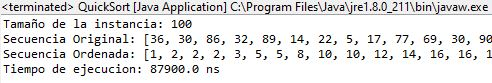 <terminated> QuickSort [Java Application] C:\Program Files\Java\jre1.8.0_211\bin\javaw.exe
Tamaño de la instancia: 100
Secuencia Original: [36, 30, 86, 32, 89, 14, 22, 5, 17, 77, 69, 30, 90
Secuencia Ordenada: [1, 2, 2, 2, 3, 5, 5, 8, 10, 10, 12, 14, 16, 16, 1
Tiempo de ejecucion: 87900.0 ns